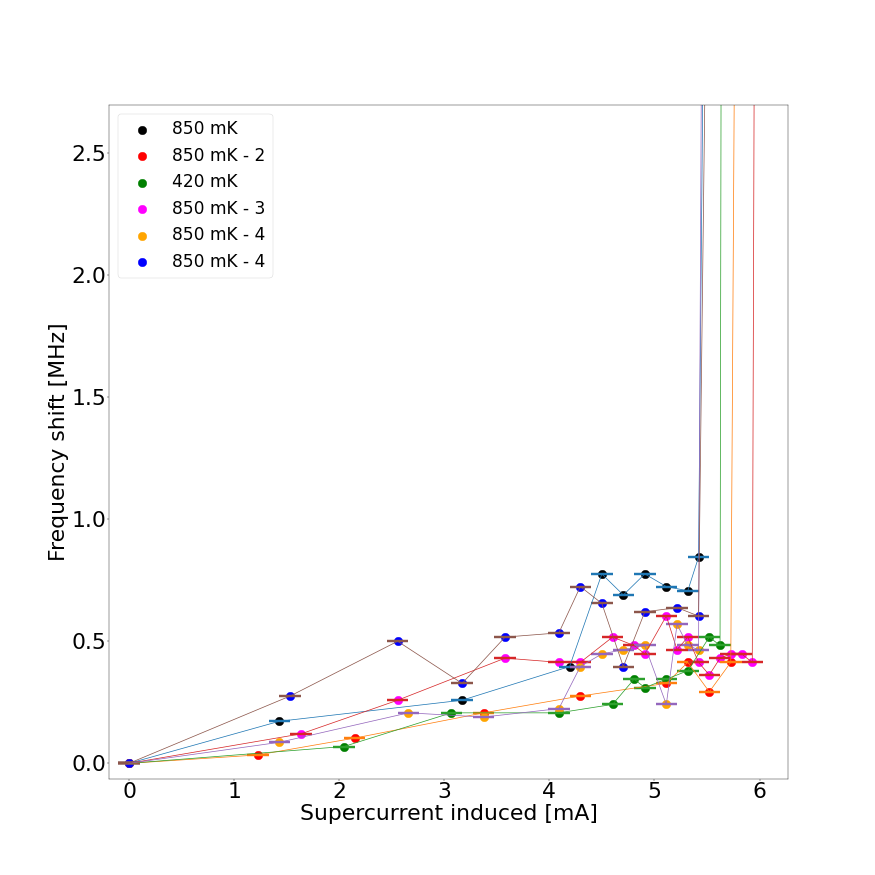 850 mK
850 mK - 2
420 mK
850 mK - 3
850 mK - 4
850 mK - 4
Frequency shift [MHz]
2.5
2.0
1.5
1.0
0.5
0.0
0 1 2 3 4 5 6
Supercurrent induced [mA]